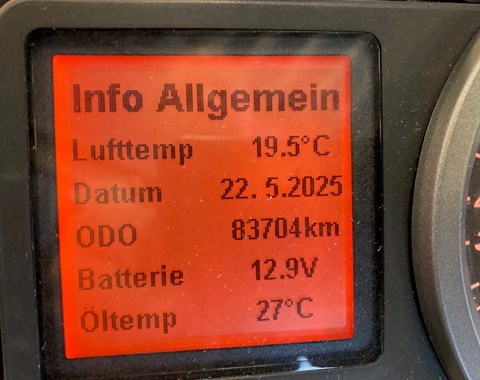 Info Allgemein
Lufttemp 19.5°C
Datum 22. 5.2025
ODO 83704km
Batterie 12.9V
Öltemp 27°C